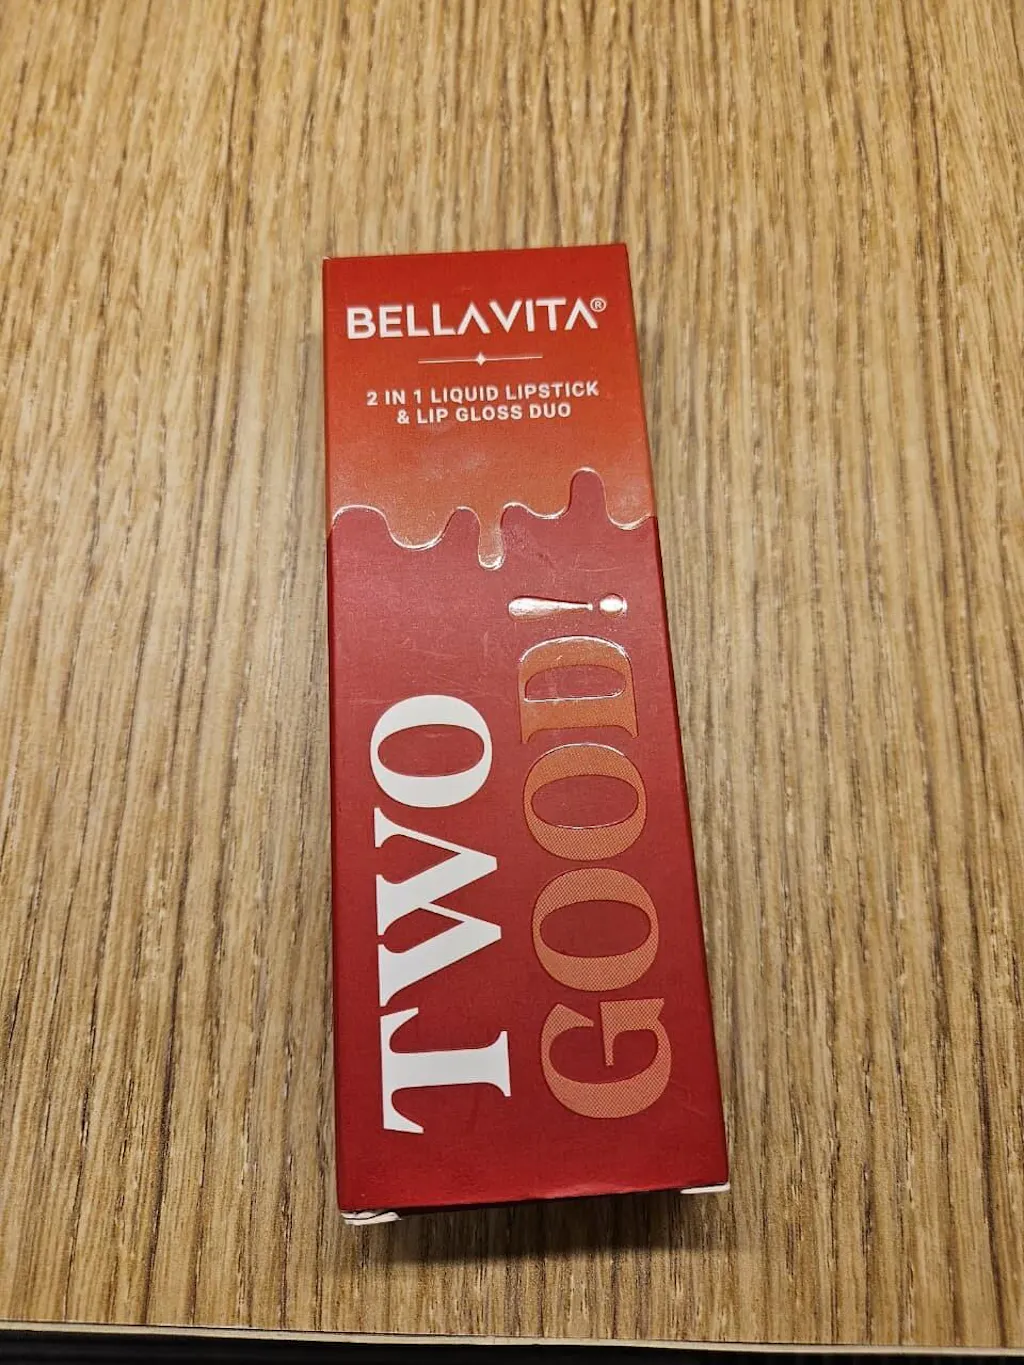 BELLAVITA®
2 IN 1 LIQUID LIPSTICK
& LIP GLOSS DUO
TWO
GOOD!